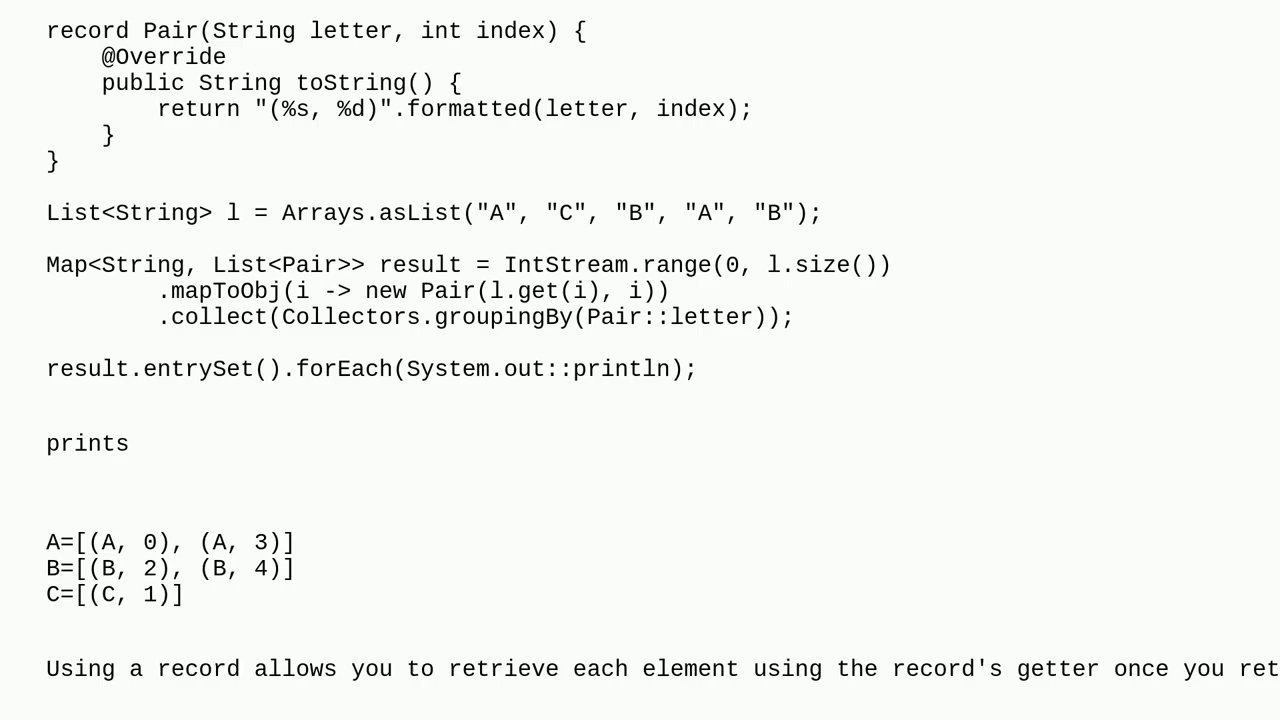 record Pair(String letter, int index) {
    @Override
    public String toString() {
        return "(%s, %d)".formatted(letter, index);
    }
}
List<String> l = Arrays.asList("A", "C", "B", "A", "B");
Map<String, List<Pair>> result = IntStream.range(0, l.size())
        .mapToObj(i -> new Pair(l.get(i), i))
        .collect(Collectors.groupingBy(Pair::letter));
result.entrySet().forEach(System.out::println);
prints
A=[(A, 0), (A, 3)]
B=[(B, 2), (B, 4)]
C=[(C, 1)]
Using a record allows you to retrieve each element using the record's getter once you